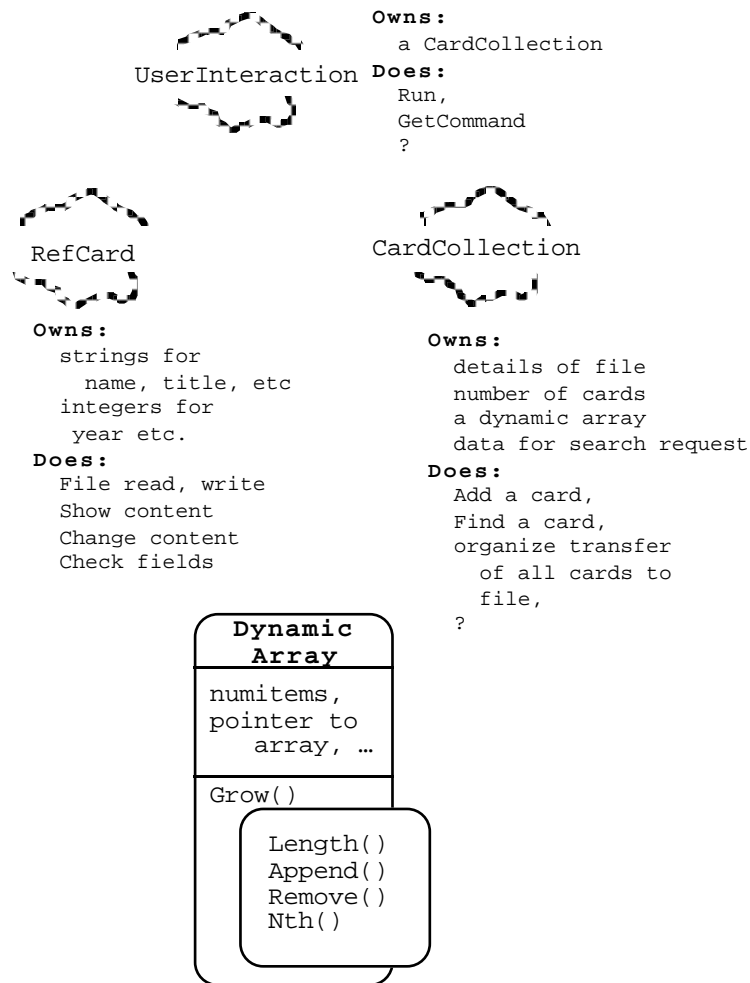 UserInteraction
Owns:
a CardCollection
Does:
Run,
GetCommand
?
RefCard
Owns:
strings for
name, title, etc
integers for
year etc.
Does:
File read, write
Show content
Change content
Check fields
CardCollection
Owns:
details of file
number of cards
a dynamic array
data for search request
Does:
Add a card,
Find a card,
organize transfer
of all cards to
file,
?
Dynamic
Array
numitems,
pointer to
array, …
Grow()
Length()
Append()
Remove()
Nth()